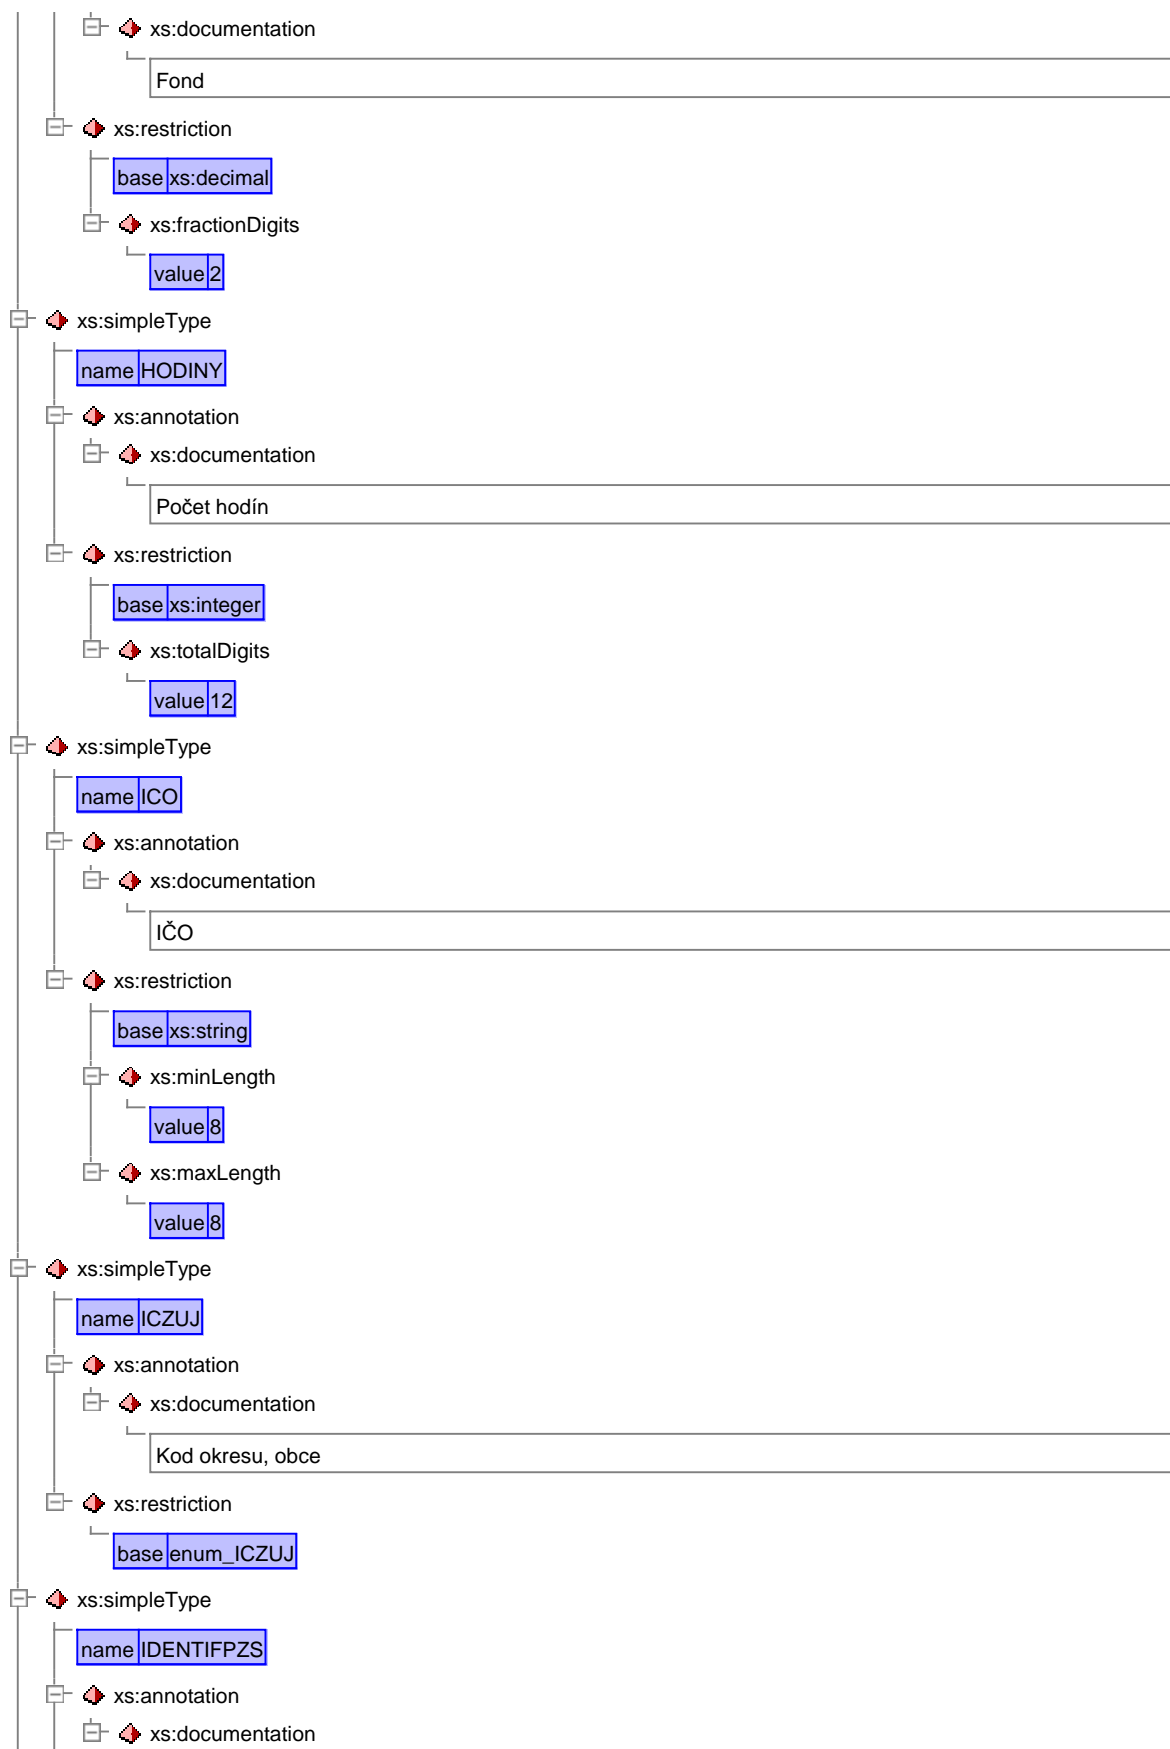 xs:documentation
Fond
xs:restriction
base xs:decimal
xs:fractionDigits
value 2
xs:simpleType
name HODINY
xs:annotation
xs:documentation
Počet hodín
xs:restriction
base xs:integer
xs:totalDigits
value 12
xs:simpleType
name ICO
xs:annotation
xs:documentation
IČO
xs:restriction
base xs:string
xs:minLength
value 8
xs:maxLength
value 8
xs:simpleType
name ICZUJ
xs:annotation
xs:documentation
Kod okresu, obce
xs:restriction
base enum_ICZUJ
xs:simpleType
name IDENTIFPZS
xs:annotation
xs:documentation